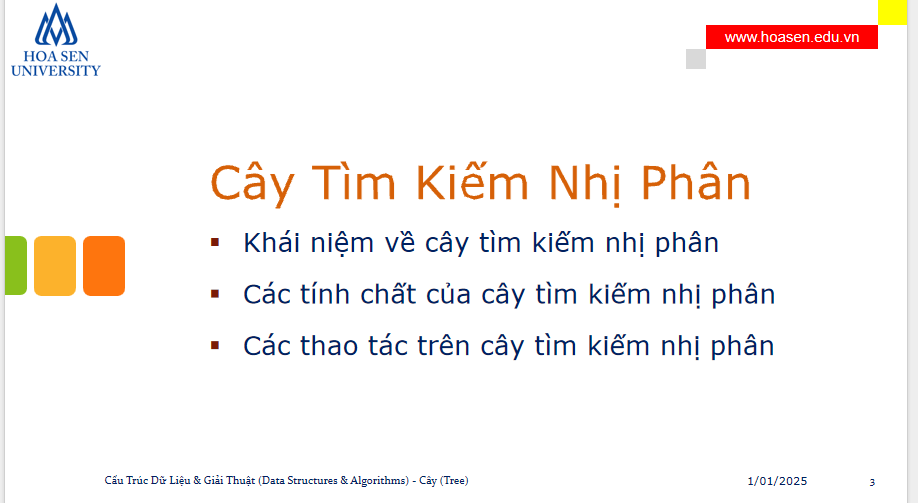 HOA SEN
UNIVERSITY
www.hoasen.edu.vn
Cây Tìm Kiếm Nhị Phân
▪ Khái niệm về cây tìm kiếm nhị phân
▪ Các tính chất của cây tìm kiếm nhị phân
▪ Các thao tác trên cây tìm kiếm nhị phân
Cấu Trúc Dữ Liệu & Giải Thuật (Data Structures & Algorithms) - Cây (Tree)
1/01/2025
3